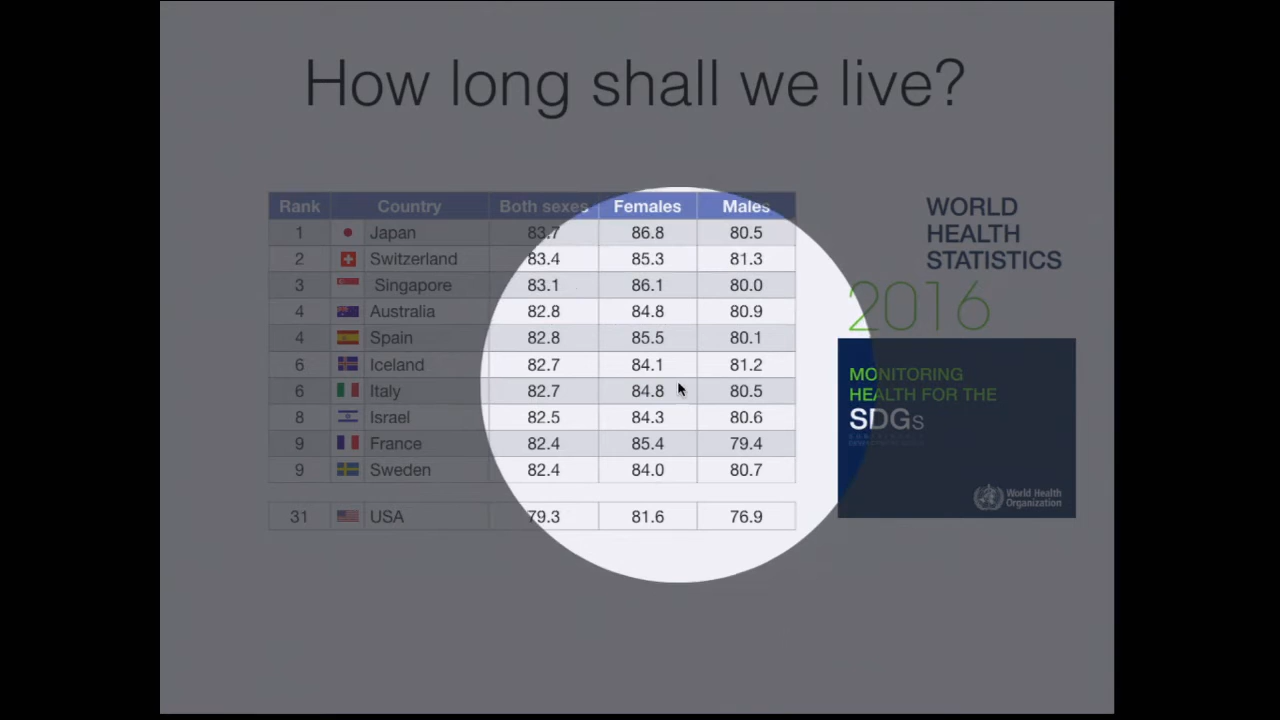 How long shall we live?
Rank Country Both sexes Females Males
1 Japan 83.7 86.8 80.5
2 Switzerland 83.4 85.3 81.3
3 Singapore 83.1 86.1 80.0
4 Australia 82.8 84.8 80.9
4 Spain 82.8 85.5 80.1
6 Iceland 82.7 84.1 81.2
6 Italy 82.7 84.8 80.5
8 Israel 82.5 84.3 80.6
9 France 82.4 85.4 79.4
9 Sweden 82.4 84.0 80.7
31 USA 79.3 81.6 76.9
WORLD
HEALTH
STATISTICS
2016
MONITORING
HEALTH FOR THE
SDGs
World Health
Organization